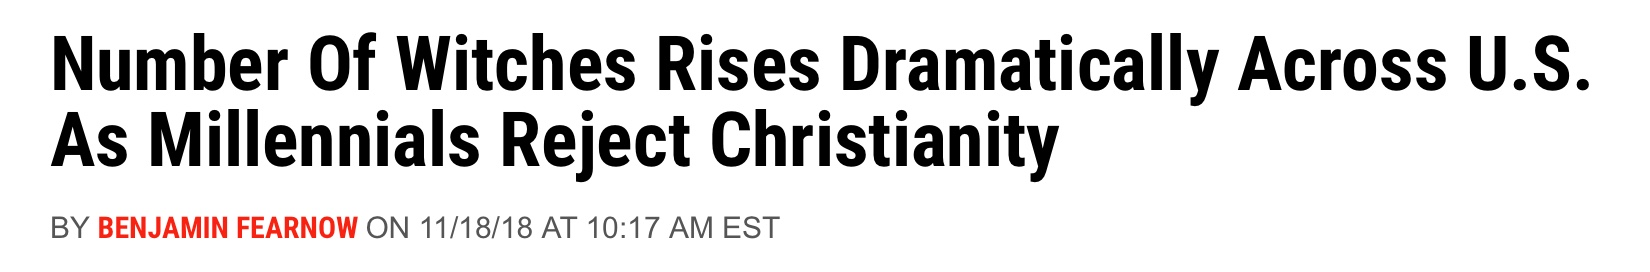 Number Of Witches Rises Dramatically Across U.S.
As Millennials Reject Christianity
BY BENJAMIN FEARNOW ON 11/18/18 AT 10:17 AM EST